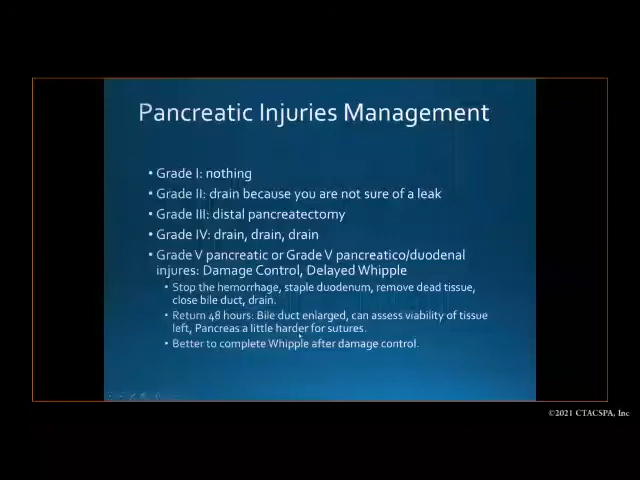 Pancreatic Injuries Management
• Grade I: nothing
• Grade II: drain because you are not sure of a leak
• Grade III: distal pancreatectomy
• Grade IV: drain, drain, drain
• Grade V pancreatic or Grade V pancreatico/duodenal
injures: Damage Control, Delayed Whipple
• Stop the hemorrhage, staple duodenum, remove dead tissue,
close bile duct, drain.
• Return 48 hours: Bile duct enlarged, can assess viability of tissue
left, Pancreas a little harder for sutures.
• Better to complete Whipple after damage control.
©2021 CTACSPA, Inc